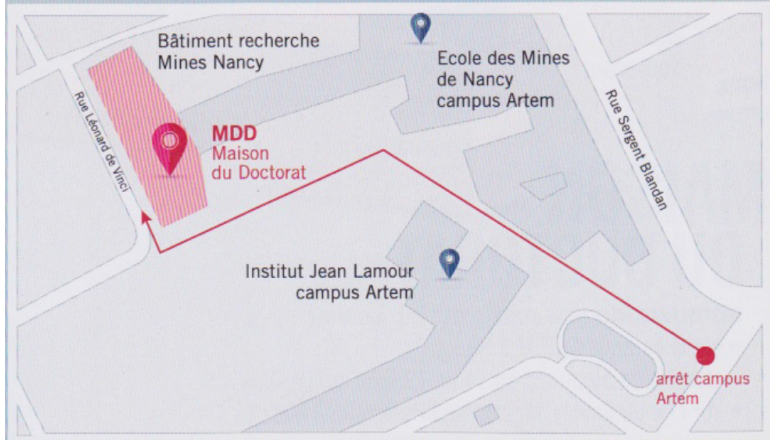 Bâtiment recherche
Mines Nancy
Ecole des Mines
de Nancy
campus Artem
Rue Léonard de Vinci
MDD
Maison
du Doctorat
Rue Sergent Blandan
Institut Jean Lamour
campus Artem
arrêt campus
Artem